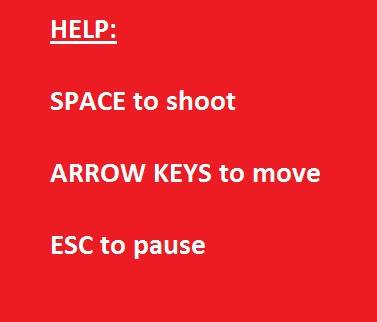 HELP:
SPACE to shoot
ARROW KEYS to move
ESC to pause